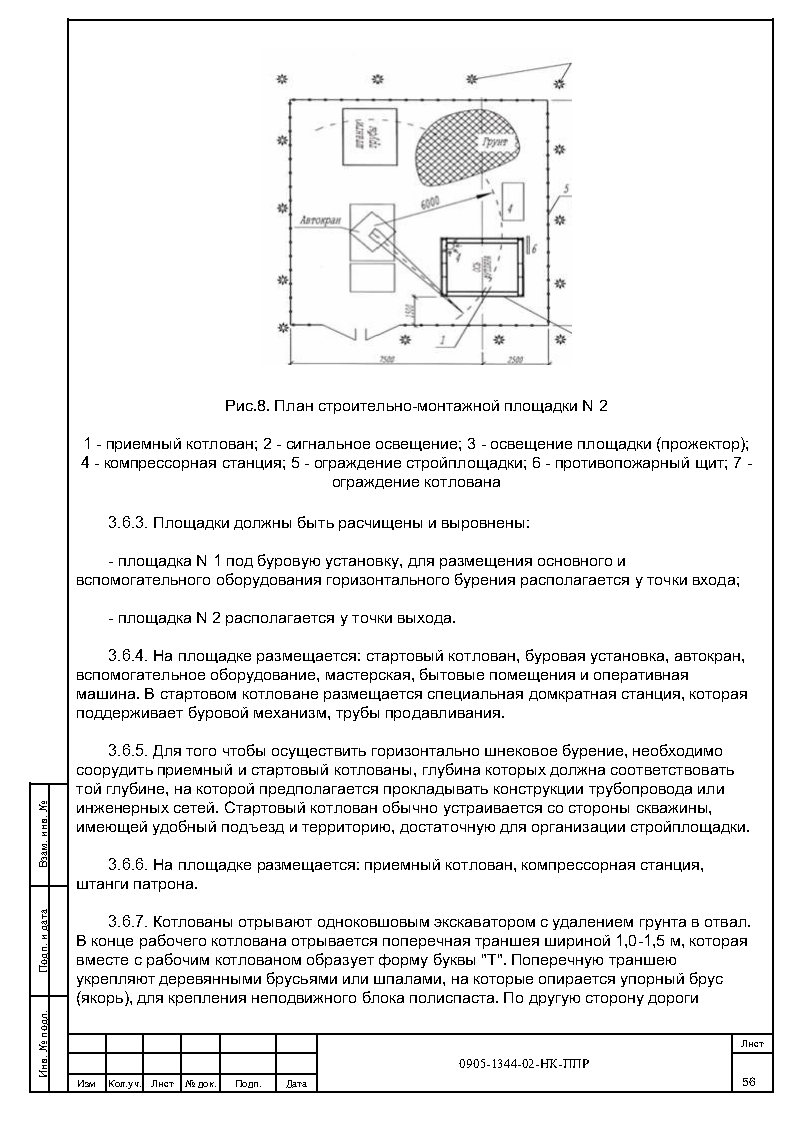 штанги
трубы
Грунт
6000
4
5
Автокран
4
6
ось
1500
1
7500
2500
Рис.8. План строительно-монтажной площадки N 2
1 - приемный котлован; 2 - сигнальное освещение; 3 - освещение площадки (прожектор);
4 - компрессорная станция; 5 - ограждение стройплощадки; 6 - противопожарный щит; 7 -
ограждение котлована
3.6.3. Площадки должны быть расчищены и выровнены:
- площадка N 1 под буровую установку, для размещения основного и
вспомогательного оборудования горизонтального бурения располагается у точки входа;
- площадка N 2 располагается у точки выхода.
3.6.4. На площадке размещается: стартовый котлован, буровая установка, автокран,
вспомогательное оборудование, мастерская, бытовые помещения и оперативная
машина. В стартовом котловане размещается специальная домкратная станция, которая
поддерживает буровой механизм, трубы продавливания.
3.6.5. Для того чтобы осуществить горизонтально шнековое бурение, необходимо
соорудить приемный и стартовый котлованы, глубина которых должна соответствовать
той глубине, на которой предполагается прокладывать конструкции трубопровода или
инженерных сетей. Стартовый котлован обычно устраивается со стороны скважины,
имеющей удобный подъезд и территорию, достаточную для организации стройплощадки.
3.6.6. На площадке размещается: приемный котлован, компрессорная станция,
штанги патрона.
3.6.7. Котлованы отрывают одноковшовым экскаватором с удалением грунта в отвал.
В конце рабочего котлована отрывается поперечная траншея шириной 1,0-1,5 м, которая
вместе с рабочим котлованом образует форму буквы "Т". Поперечную траншею
укрепляют деревянными брусьями или шпалами, на которые опирается упорный брус
(якорь), для крепления неподвижного блока полиспаста. По другую сторону дороги
Взам. инв. №
Подп. и дата
Инв. № подл.
Изм Кол.уч. Лист № док. Подп. Дата
0905-1344-02-НК-ППР
Лист
56